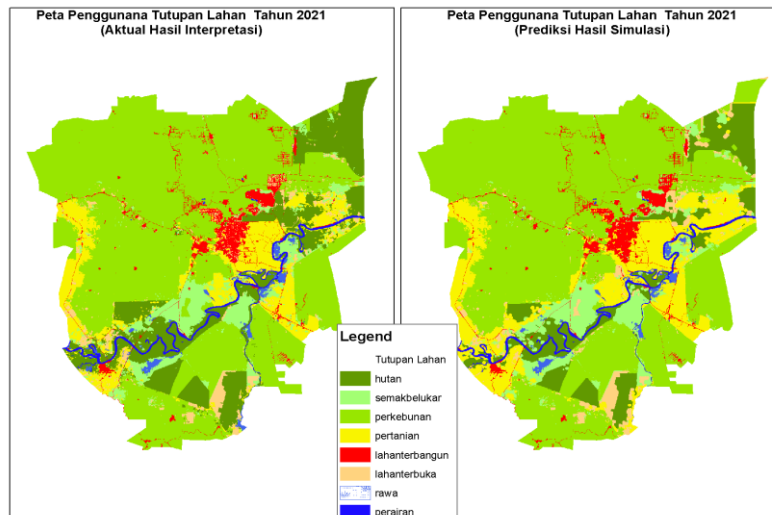 Peta Penggunana Tutupan Lahan Tahun 2021
(Aktual Hasil Interpretasi)
Peta Penggunana Tutupan Lahan Tahun 2021
(Prediksi Hasil Simulasi)
Legend
Tutupan Lahan
hutan
semakbelukar
perkebunan
pertanian
lahanterbangun
lahanterbuka
rawa
perairan